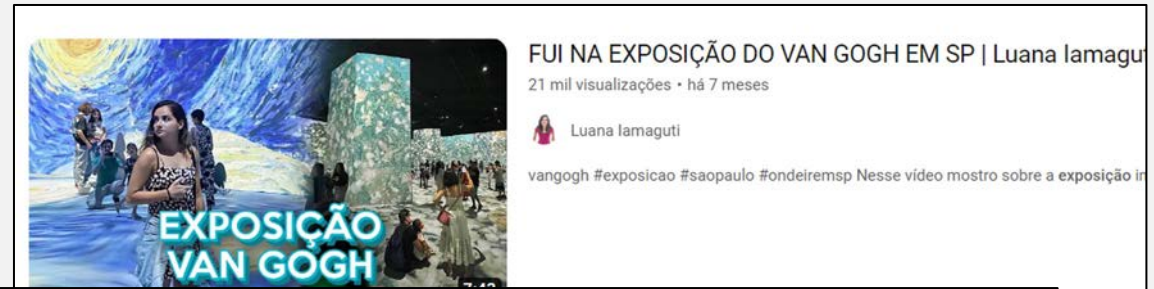 FUI NA EXPOSIÇÃO DO VAN GOGH EM SP | Luana
21 mil visualizações • há 7 meses
Luana Iamaguti
vangogh #exposicao #saopaulo #ondeiremsp Nesse vídeo mostro sobre a exposição
EXPOSIÇÃO
VAN GOGH